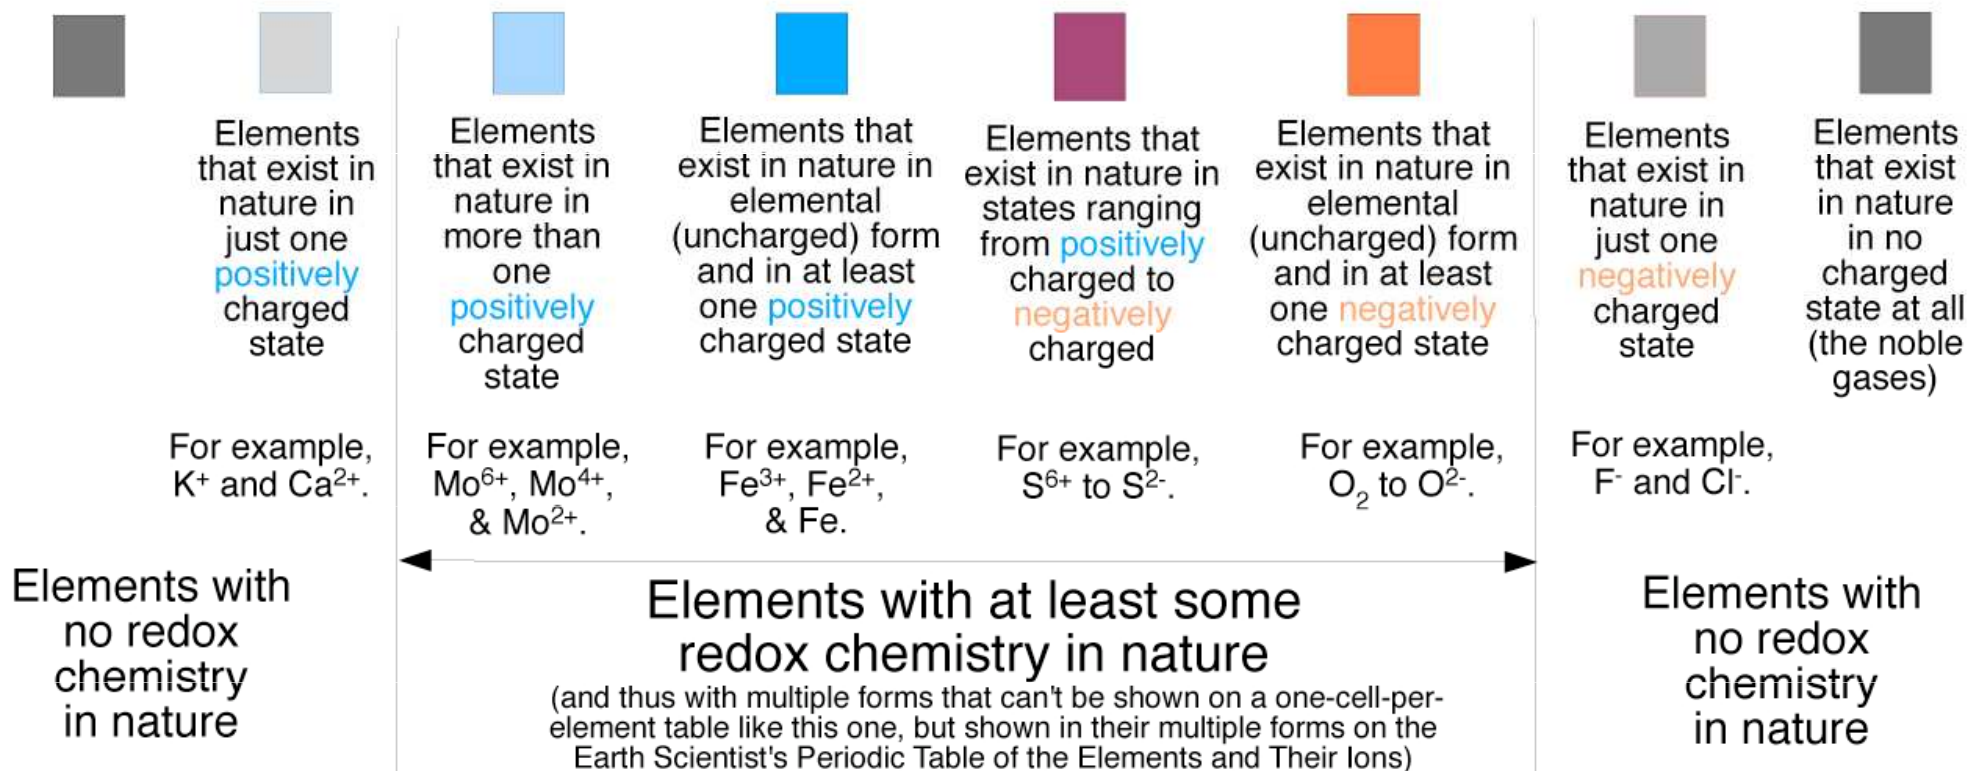 Elements
that exist in
nature in
just one
positively
charged
state
For example,
K⁺ and Ca²⁺.
Elements
that exist in
nature in
more than
one
positively
charged
state
For example,
Mo⁶⁺, Mo⁴⁺,
& Mo²⁺.
Elements that
exist in nature in
elemental
(uncharged) form
and in at least
one positively
charged state
For example,
Fe³⁺, Fe²⁺,
& Fe.
Elements that
exist in nature in
states ranging
from positively
charged to
negatively
charged
For example,
S⁶⁺ to S²⁻.
Elements that
exist in nature in
elemental
(uncharged) form
and in at least
one negatively
charged state
For example,
O₂ to O²⁻.
Elements
that exist in
nature in
just one
negatively
charged
state
For example,
F⁻ and Cl⁻.
Elements
that exist
in nature
in no
charged
state at all
(the noble
gases)
Elements with
no redox
chemistry
in nature
Elements with at least some
redox chemistry in nature
(and thus with multiple forms that can't be shown on a one-cell-per-
element table like this one, but shown in their multiple forms on the
Earth Scientist's Periodic Table of the Elements and Their Ions)
Elements with
no redox
chemistry
in nature